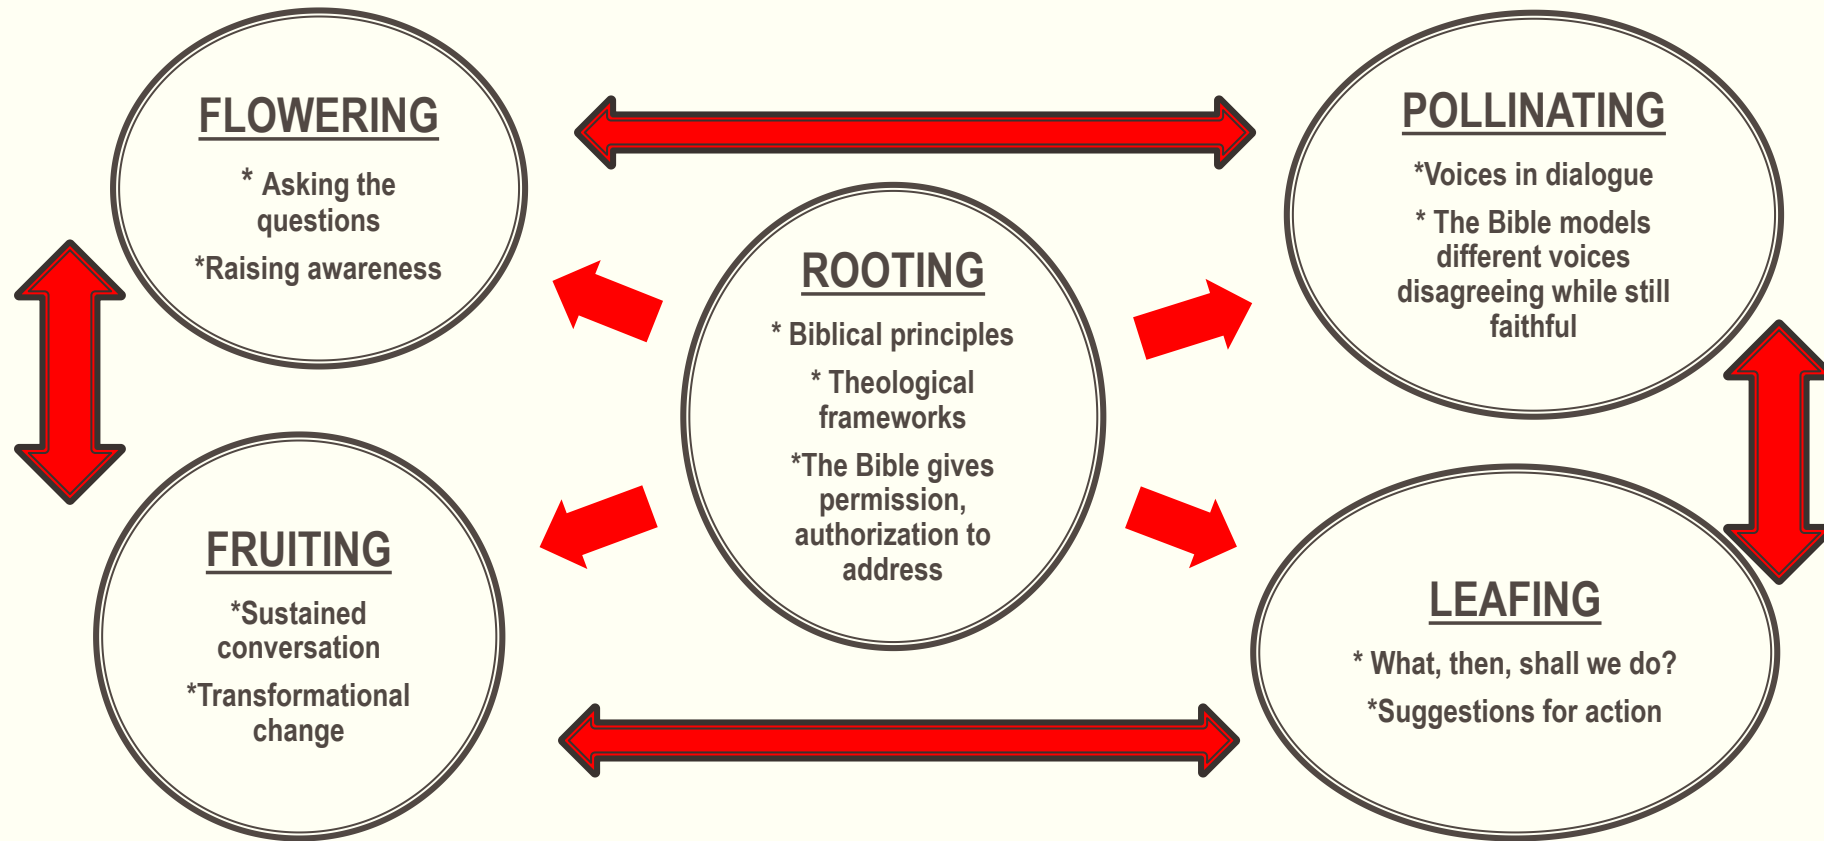 FLOWERING
* Asking the
questions
*Raising awareness
POLLINATING
*Voices in dialogue
* The Bible models
different voices
disagreeing while still
faithful
ROOTING
* Biblical principles
* Theological
frameworks
*The Bible gives
permission,
authorization to
address
FRUITING
*Sustained
conversation
*Transformational
change
LEAFING
* What, then, shall we do?
*Suggestions for action